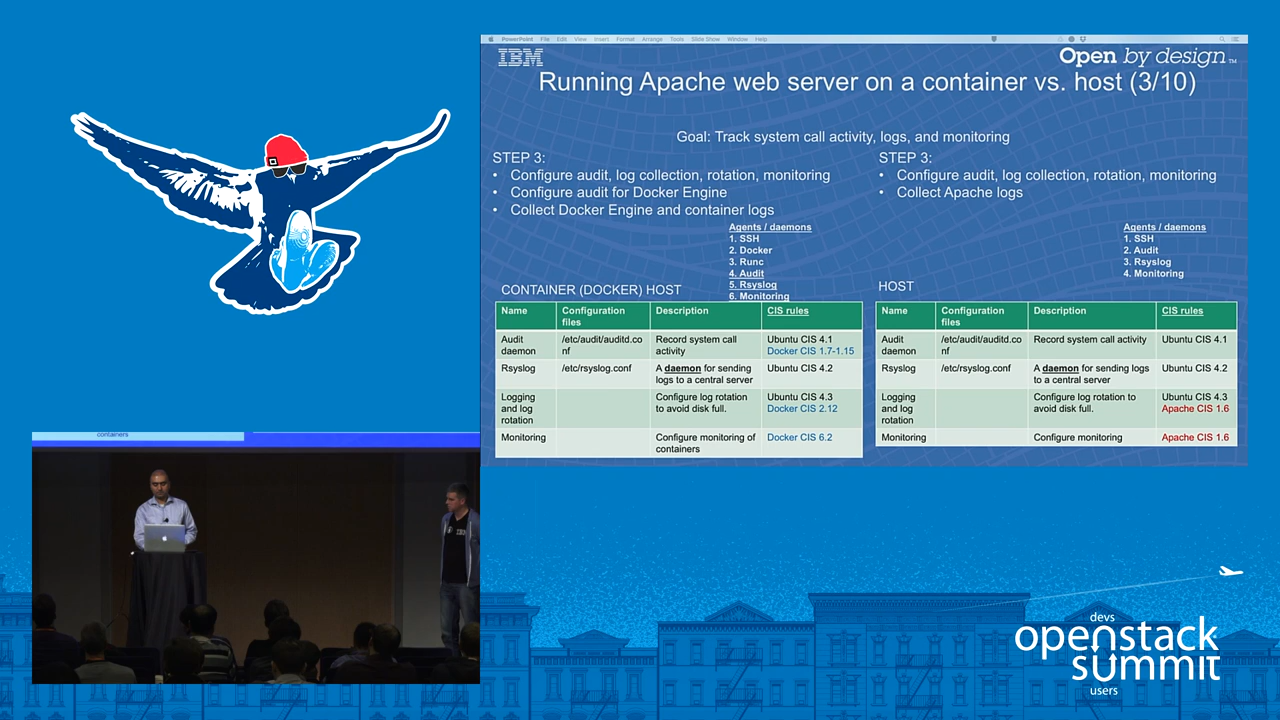 PowerPoint File Edit View Insert Format Arrange Tools Slide Show Window Help
IBM
Open by design™
Running Apache web server on a container vs. host (3/10)
Goal: Track system call activity, logs, and monitoring
STEP 3:
• Configure audit, log collection, rotation, monitoring
• Configure audit for Docker Engine
• Collect Docker Engine and container logs
Agents / daemons
1. SSH
2. Docker
3. Runc
4. Audit
5. Rsyslog
6. Monitoring
CONTAINER (DOCKER) HOST
Name Configuration files Description CIS rules
Audit daemon /etc/audit/auditd.conf Record system call activity Ubuntu CIS 4.1
Docker CIS 1.7-1.15
Rsyslog /etc/rsyslog.conf A daemon for sending logs to a central server Ubuntu CIS 4.2
Logging and log rotation Configure log rotation to avoid disk full. Ubuntu CIS 4.3
Docker CIS 2.12
Monitoring Configure monitoring of containers Docker CIS 6.2
STEP 3:
• Configure audit, log collection, rotation, monitoring
• Collect Apache logs
Agents / daemons
1. SSH
2. Audit
3. Rsyslog
4. Monitoring
HOST
Name Configuration files Description CIS rules
Audit daemon /etc/audit/auditd.conf Record system call activity Ubuntu CIS 4.1
Rsyslog /etc/rsyslog.conf A daemon for sending logs to a central server Ubuntu CIS 4.2
Logging and log rotation Configure log rotation to avoid disk full. Ubuntu CIS 4.3
Apache CIS 1.6
Monitoring Configure monitoring Apache CIS 1.6
containers
IBM
devs
openstack
summit
users